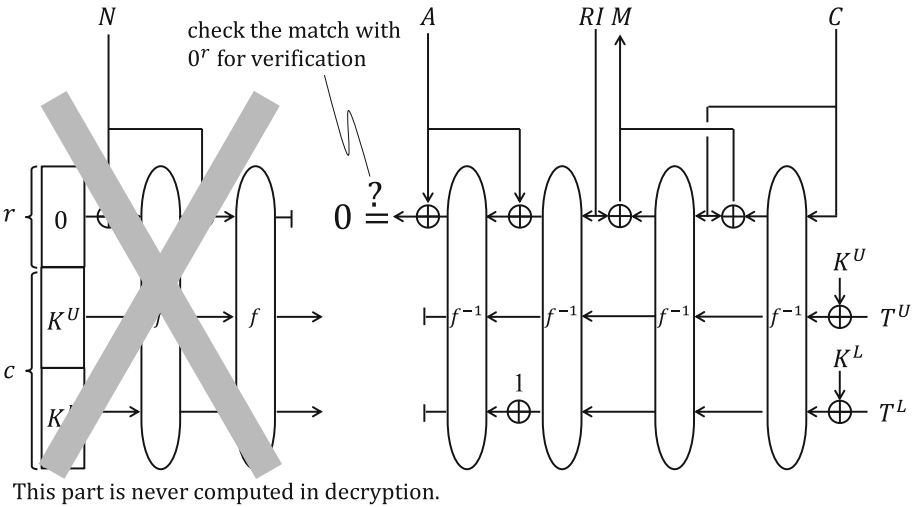 N
A
RI M
C
check the match with
0^r for verification
r
0
0 =?
K^U
K^U
f
f^{-1}
f^{-1}
f^{-1}
f^{-1}
T^U
c
K^L
1
K
T^L
This part is never computed in decryption.